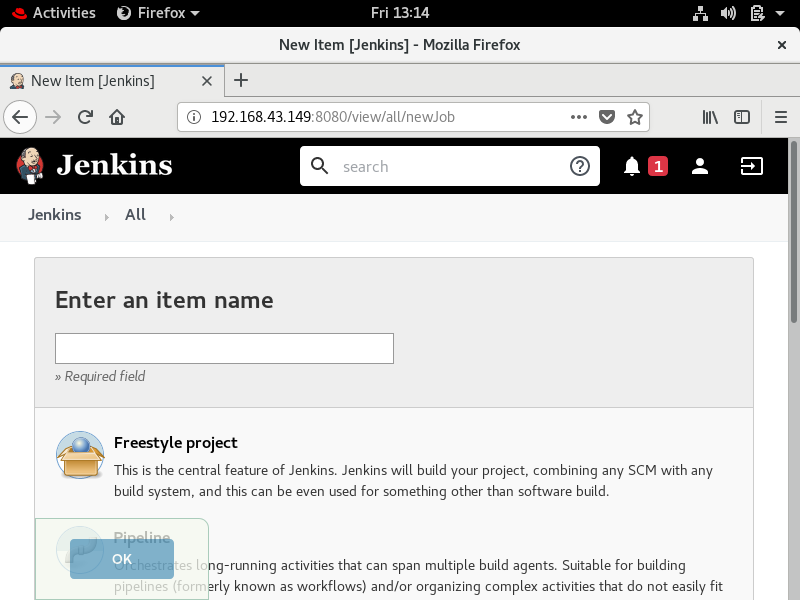 Activities Firefox Fri 13:14
New Item [Jenkins] - Mozilla Firefox
New Item [Jenkins]
192.168.43.149:8080/view/all/newJob
Jenkins search 1
Jenkins All
Enter an item name
» Required field
Freestyle project
This is the central feature of Jenkins. Jenkins will build your project, combining any SCM with any
build system, and this can be even used for something other than software build.
Pipeline
OK
Orchestrates long-running activities that can span multiple build agents. Suitable for building
pipelines (formerly known as workflows) and/or organizing complex activities that do not easily fit